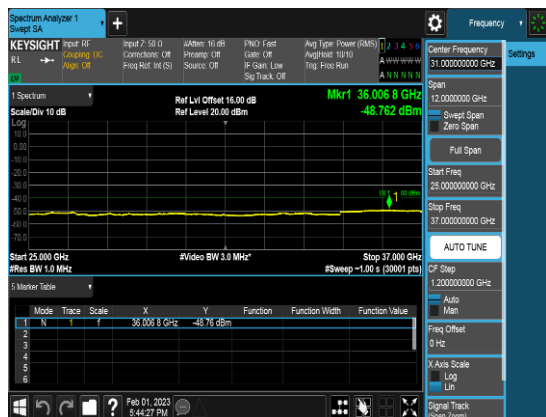 Spectrum Analyzer 1
Swept SA
+
Frequency
KEYSIGHT
RL
Input: RF
Coupling: DC
Align: Off
Input Z: 50 Ω
Corrections: Off
Freq Ref: Int (S)
#Atten: 16 dB
Preamp: Off
Source: Off
PNO: Fast
Gate: Off
IF Gain: Low
Sig Track: Off
Avg Type: Power (RMS)
Avg|Hold: 10/10
Trig: Free Run
1 2 3 4 5 6
A W W W W W
A N N N N N
1 Spectrum
Scale/Div 10 dB
Log
Ref Lvl Offset 16.00 dB
Ref Level 20.00 dBm
Mkr1 36.006 8 GHz
-48.762 dBm
10.0
0.00
-10.0
-20.0
-30.0
-40.0
-50.0
-60.0
-70.0
1
Start 25.000 GHz
#Res BW 1.0 MHz
#Video BW 3.0 MHz*
Stop 37.000 GHz
#Sweep ~1.00 s (30001 pts)
5 Marker Table
Mode Trace Scale X Y Function Function Width Function Value
1 N 1 f 36.006 8 GHz -48.76 dBm
2
3
4
5
6
Feb 01, 2023
5:44:27 PM
Center Frequency
31.000000000 GHz
Settings
Span
12.0000000 GHz
Swept Span
Zero Span
Full Span
Start Freq
25.000000000 GHz
Stop Freq
37.000000000 GHz
AUTO TUNE
CF Step
1.200000000 GHz
Auto
Man
Freq Offset
0 Hz
X Axis Scale
Log
Lin
Signal Track
(Span Zoom)